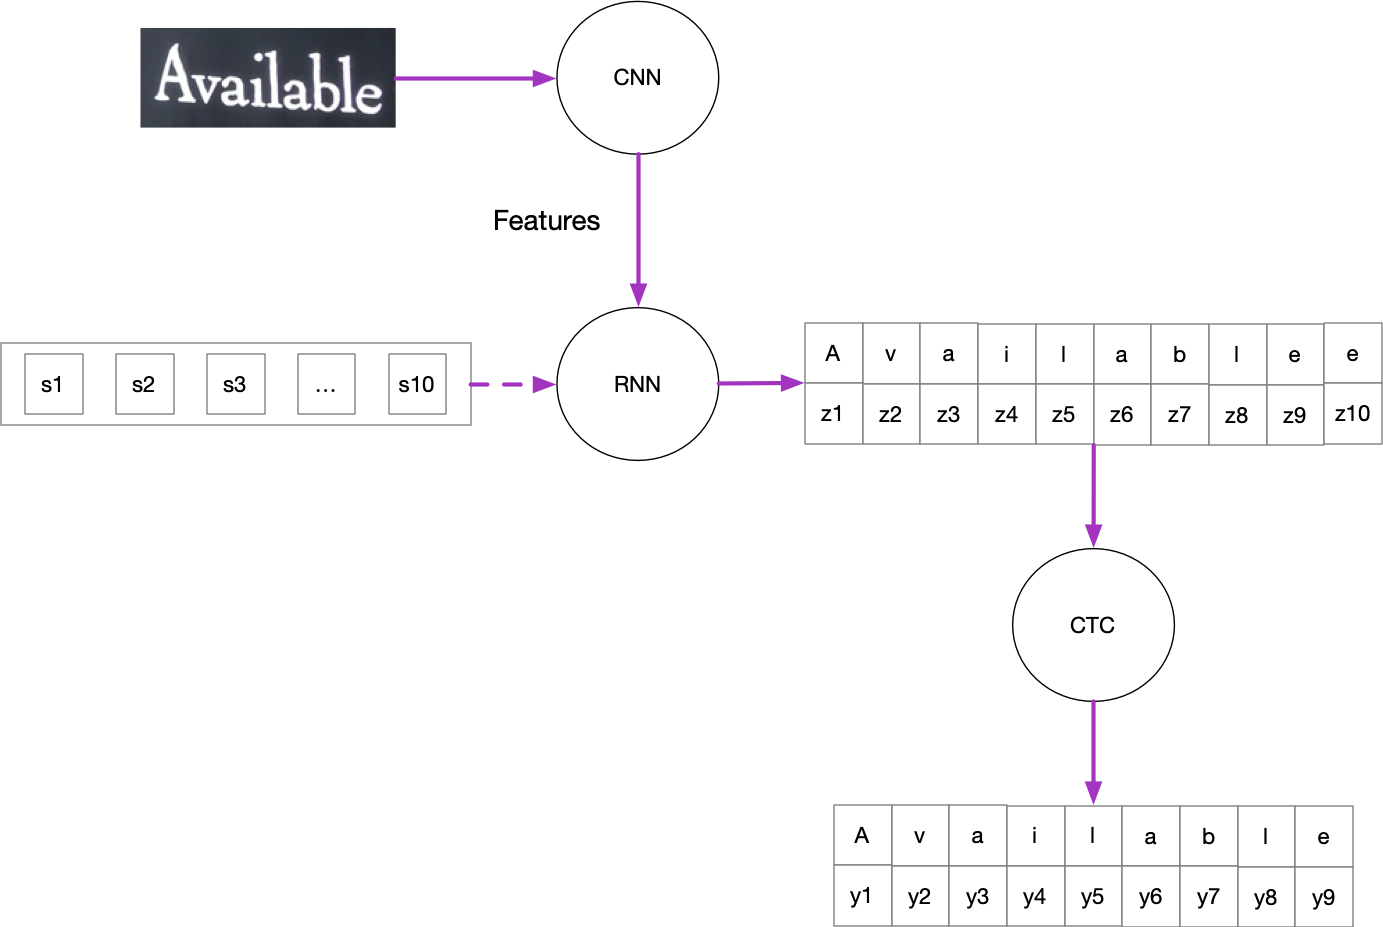 Available
CNN
Features
s1 s2 s3 ... s10
RNN
A v a i l a b l e e
z1 z2 z3 z4 z5 z6 z7 z8 z9 z10
CTC
A v a i l a b l e
y1 y2 y3 y4 y5 y6 y7 y8 y9